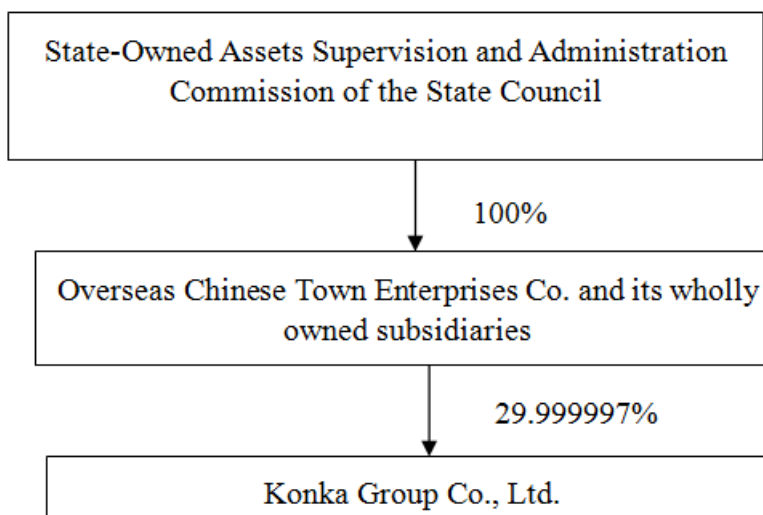 State-Owned Assets Supervision and Administration
Commission of the State Council
100%
Overseas Chinese Town Enterprises Co. and its wholly
owned subsidiaries
29.999997%
Konka Group Co., Ltd.